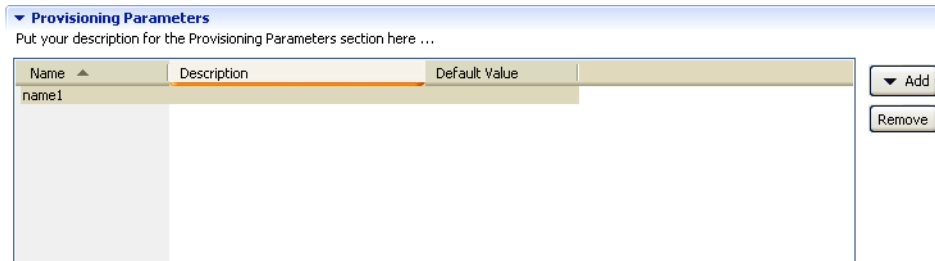 Provisioning Parameters
Put your description for the Provisioning Parameters section here ...
Name Description Default Value
Add
name1
Remove